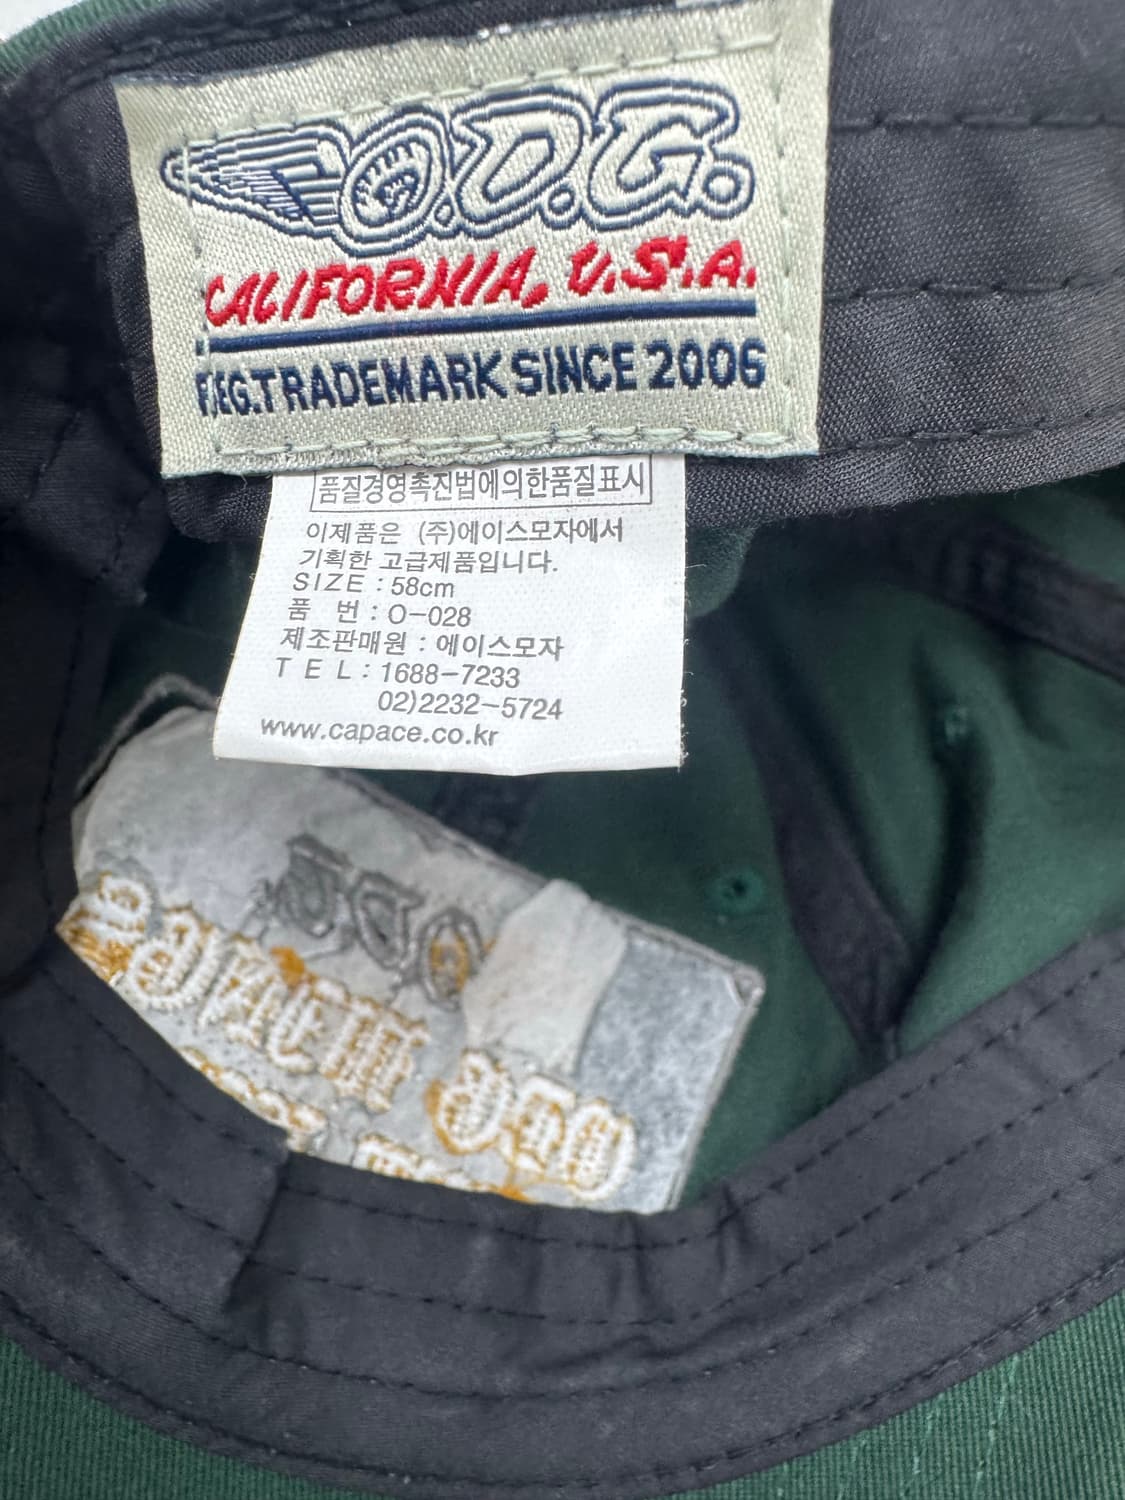 O.D.G.
CALIFORNIA, U.S.A.
REG.TRADEMARK SINCE 2006
품질경영촉진법에의한품질표시
이제품은 (주)에이스모자에서
기획한 고급제품입니다.
SIZE : 58cm
품 번 : O-028
제조판매원 : 에이스모자
TEL : 1688-7233
02)2232-5724
www.capace.co.kr